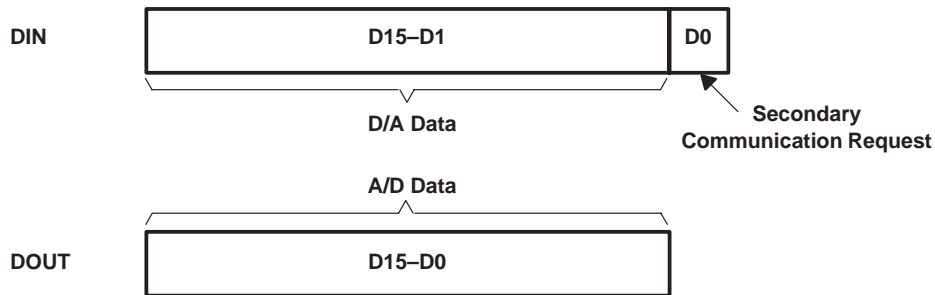 DIN
D15–D1
D0
D/A Data
Secondary
Communication Request
A/D Data
DOUT
D15–D0